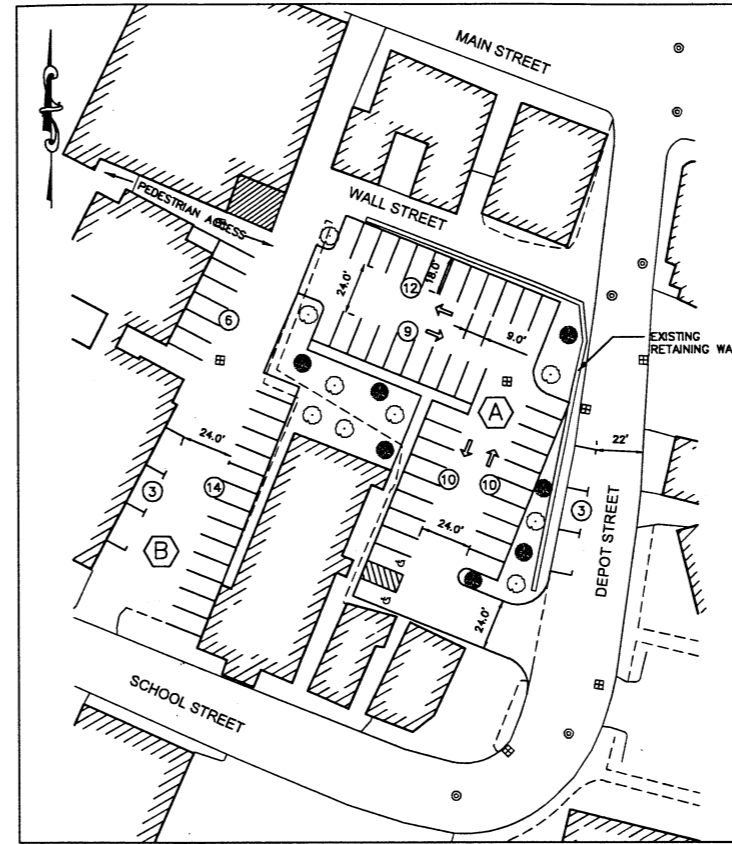 MAIN STREET
WALL STREET
PEDESTRIAN ACCESS
12
18.0'
24.0'
9
9.0'
6
EXISTING
RETAINING WA
A
22'
24.0'
3
14
10
10
3
B
24.0'
DEPOT STREET
24.0'
SCHOOL STREET